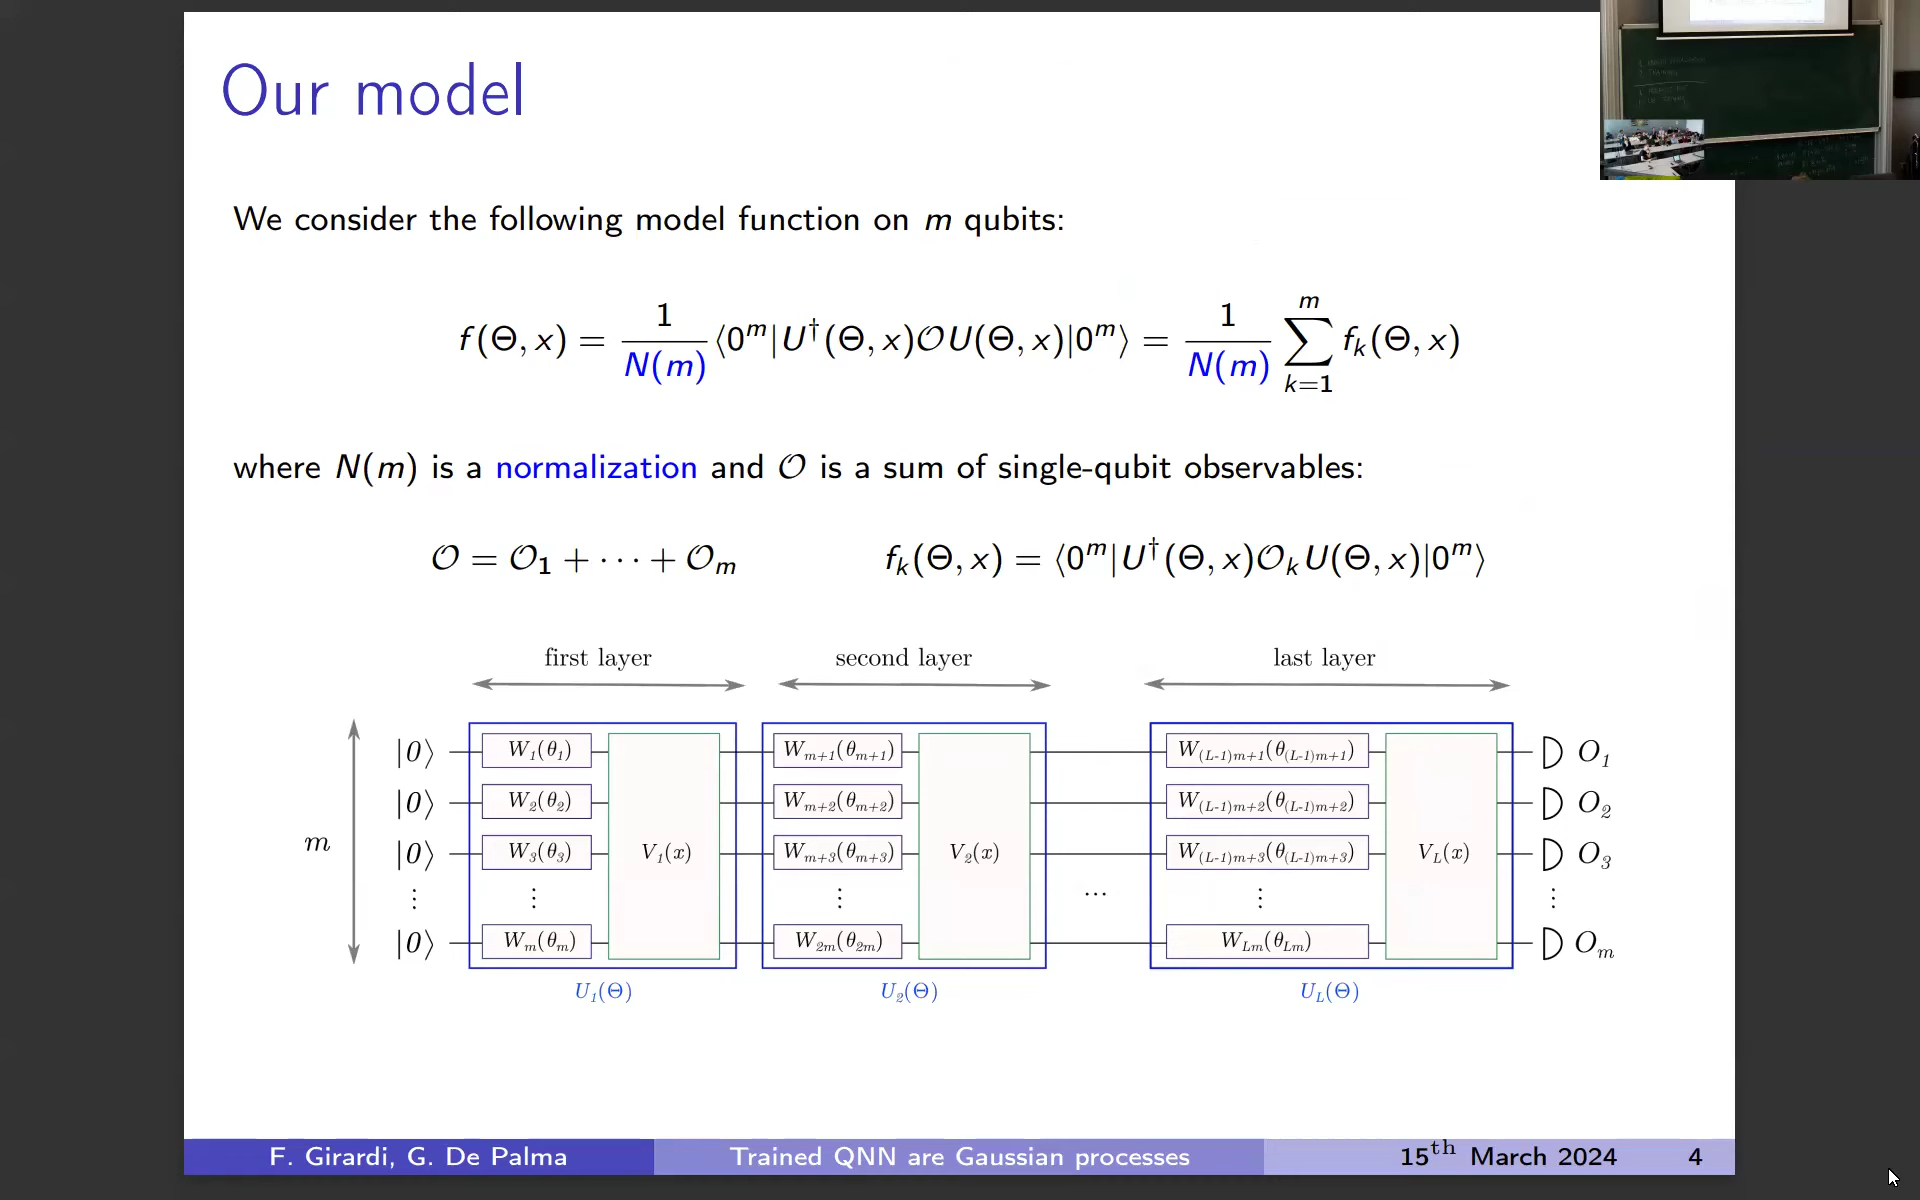 Our model
We consider the following model function on m qubits:
f(Θ, x) = 1/N(m) ⟨0^m|U†(Θ, x)𝒪U(Θ, x)|0^m⟩ = 1/N(m) ∑_{k=1}^{m} f_k(Θ, x)
where N(m) is a normalization and 𝒪 is a sum of single-qubit observables:
𝒪 = 𝒪_1 + ⋯ + 𝒪_m f_k(Θ, x) = ⟨0^m|U†(Θ, x)𝒪_k U(Θ, x)|0^m⟩
first layer second layer last layer
|0⟩ W_1(θ_1) W_{m+1}(θ_{m+1}) W_{(L-1)m+1}(θ_{(L-1)m+1}) O_1
|0⟩ W_2(θ_2) W_{m+2}(θ_{m+2}) W_{(L-1)m+2}(θ_{(L-1)m+2}) O_2
m |0⟩ W_3(θ_3) V_1(x) W_{m+3}(θ_{m+3}) V_2(x) W_{(L-1)m+3}(θ_{(L-1)m+3}) V_L(x) O_3
⋮ ⋮ ⋮ ... ⋮ ⋮
|0⟩ W_m(θ_m) W_{2m}(θ_{2m}) W_{Lm}(θ_{Lm}) O_m
U_1(Θ) U_2(Θ) U_L(Θ)
F. Girardi, G. De Palma Trained QNN are Gaussian processes 15th March 2024 4